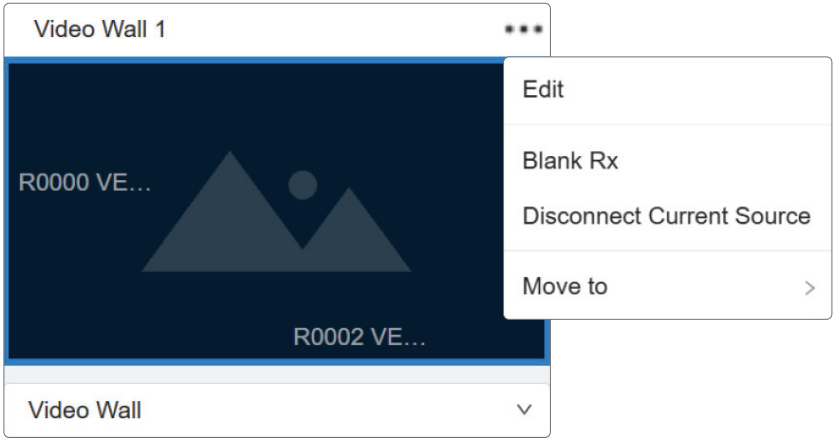 Video Wall 1
Edit
Blank Rx
R0000 VE...
Disconnect Current Source
Move to
R0002 VE...
Video Wall